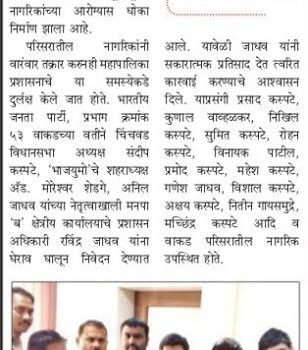 नागरिकांच्या आरोग्यास धोका
निर्माण झाला आहे.
परिसरातील नागरिकांनी
वारंवार तक्रार करुनही महापालिका
प्रशासनाचे या समस्येकडे
दुर्लक्ष केले जात होते. भारतीय
जनता पार्टी, प्रभाग क्रमांक
५३ वाकडच्या वतीने चिंचवड
विधानसभा अध्यक्ष संदीप
कस्पटे, 'भाजयुमो'चे शहराध्यक्ष
अँड. मोरेश्वर शेडगे, अनिल
जाधव यांच्या नेतृत्वाखाली मनपा
'ब' क्षेत्रीय कार्यालयाचे प्रशासन
अधिकारी रविंद्र जाधव यांना
घेराव घालून निवेदन देण्यात
आले. यावेळी जाधव यांनी
सकारात्मक प्रतिसाद देत त्वरित
कारवाई करण्याचे आश्वासन
दिले. याप्रसंगी प्रसाद कस्पटे,
कुणाल वाव्हळकर, निखिल
कस्पटे, सुमित कस्पटे, रोहन
कस्पटे, विनायक पाटील,
प्रमोद कस्पटे, महेश कस्पटे,
गणेश जाधव, विशाल कस्पटे,
अक्षय कस्पटे, नितीन गायसमुद्रे,
मच्छिंद्र कस्पटे आदि व
वाकड परिसरातील नागरिक
उपस्थित होते.